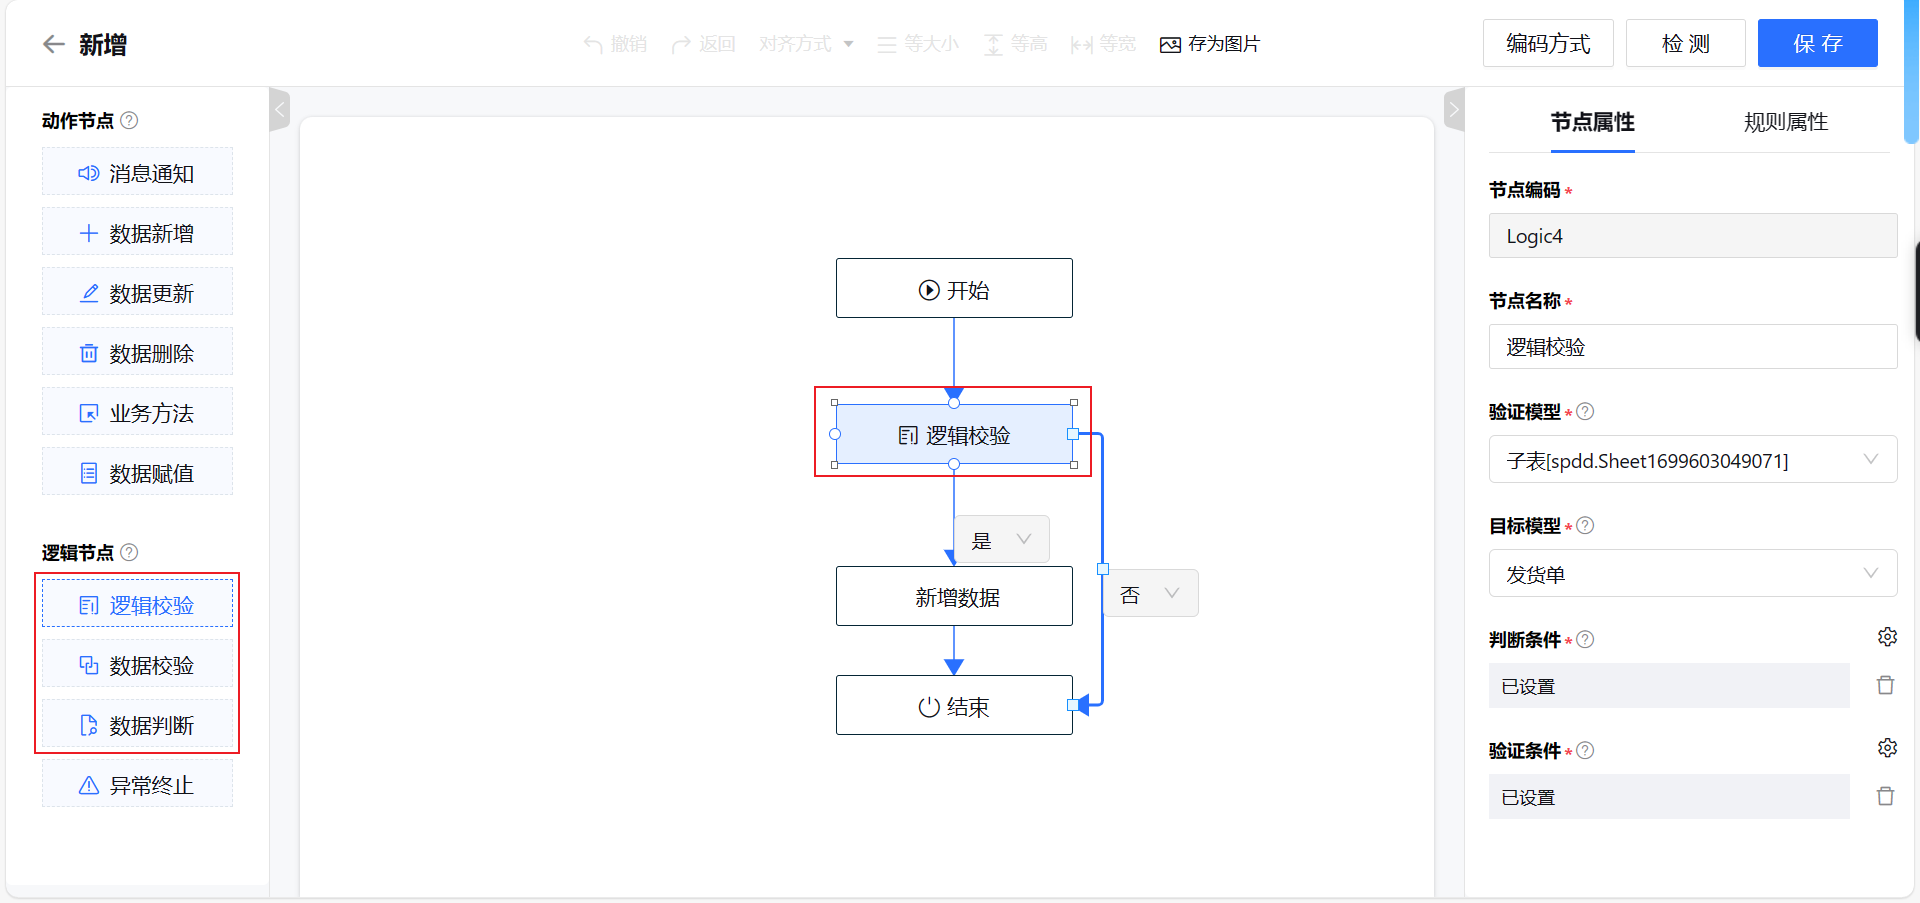 新增
撤销
返回
对齐方式
等大小
等高
等宽
存为图片
编码方式
检 测
保 存
动作节点
消息通知
数据新增
数据更新
数据删除
业务方法
数据赋值
逻辑节点
逻辑校验
数据校验
数据判断
异常终止
开始
逻辑校验
是
否
新增数据
结束
节点属性
规则属性
节点编码*
Logic4
节点名称*
逻辑校验
验证模型*
子表[spdd.Sheet1699603049071]
目标模型*
发货单
判断条件*
已设置
验证条件*
已设置